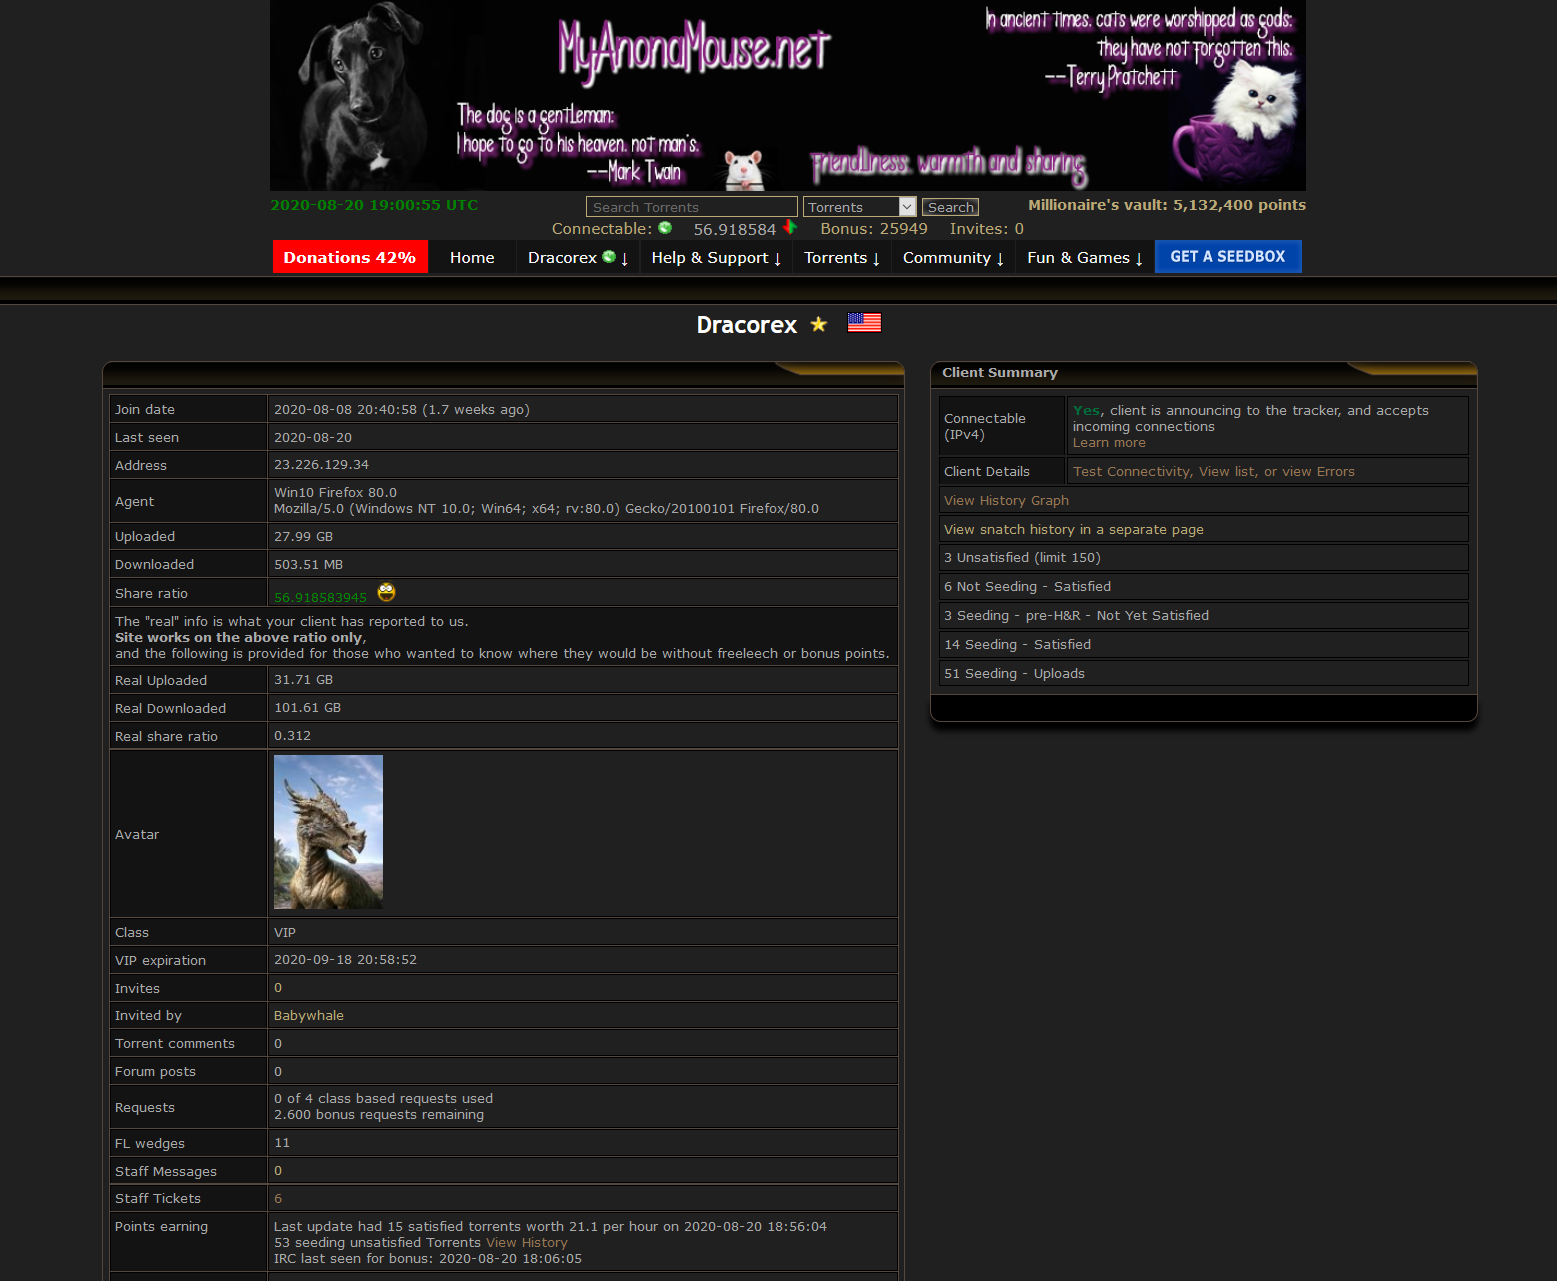 MyAnonaMouse.net
In ancient times, cats were worshipped as gods;
they have not forgotten this.
--Terry Pratchett
The dog is a gentleman;
I hope to go to his heaven, not man's.
--Mark Twain
Friendliness, warmth and sharing
2020-08-20 19:00:55 UTC
Search Torrents
Torrents
Search
Millionaire's vault: 5,132,400 points
Connectable: 56.918584 Bonus: 25949 Invites: 0
Donations 42%
Home
Dracorex ↓
Help & Support ↓
Torrents ↓
Community ↓
Fun & Games ↓
GET A SEEDBOX
Dracorex
Join date 2020-08-08 20:40:58 (1.7 weeks ago)
Last seen 2020-08-20
Address 23.226.129.34
Agent Win10 Firefox 80.0
Mozilla/5.0 (Windows NT 10.0; Win64; x64; rv:80.0) Gecko/20100101 Firefox/80.0
Uploaded 27.99 GB
Downloaded 503.51 MB
Share ratio 56.918583945
The "real" info is what your client has reported to us.
Site works on the above ratio only,
and the following is provided for those who wanted to know where they would be without freeleech or bonus points.
Real Uploaded 31.71 GB
Real Downloaded 101.61 GB
Real share ratio 0.312
Avatar
Class VIP
VIP expiration 2020-09-18 20:58:52
Invites 0
Invited by Babywhale
Torrent comments 0
Forum posts 0
Requests 0 of 4 class based requests used
2.600 bonus requests remaining
FL wedges 11
Staff Messages 0
Staff Tickets 6
Points earning Last update had 15 satisfied torrents worth 21.1 per hour on 2020-08-20 18:56:04
53 seeding unsatisfied Torrents View History
IRC last seen for bonus: 2020-08-20 18:06:05
Client Summary
Connectable (IPv4) Yes, client is announcing to the tracker, and accepts
incoming connections
Learn more
Client Details Test Connectivity, View list, or view Errors
View History Graph
View snatch history in a separate page
3 Unsatisfied (limit 150)
6 Not Seeding - Satisfied
3 Seeding - pre-H&R - Not Yet Satisfied
14 Seeding - Satisfied
51 Seeding - Uploads